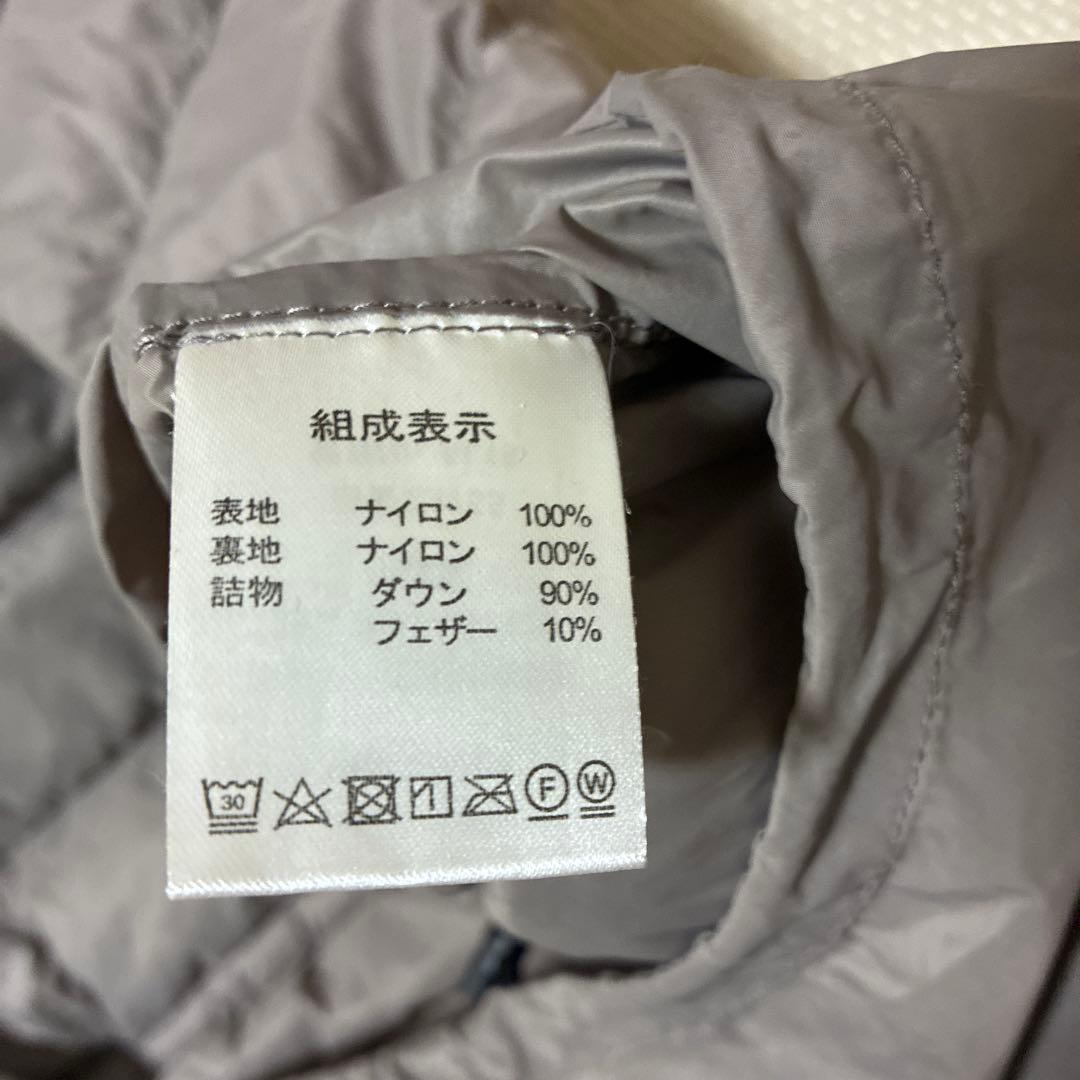 組成表示
表地 ナイロン 100%
裏地 ナイロン 100%
詰物 ダウン 90%
フェザー 10%
30 F W